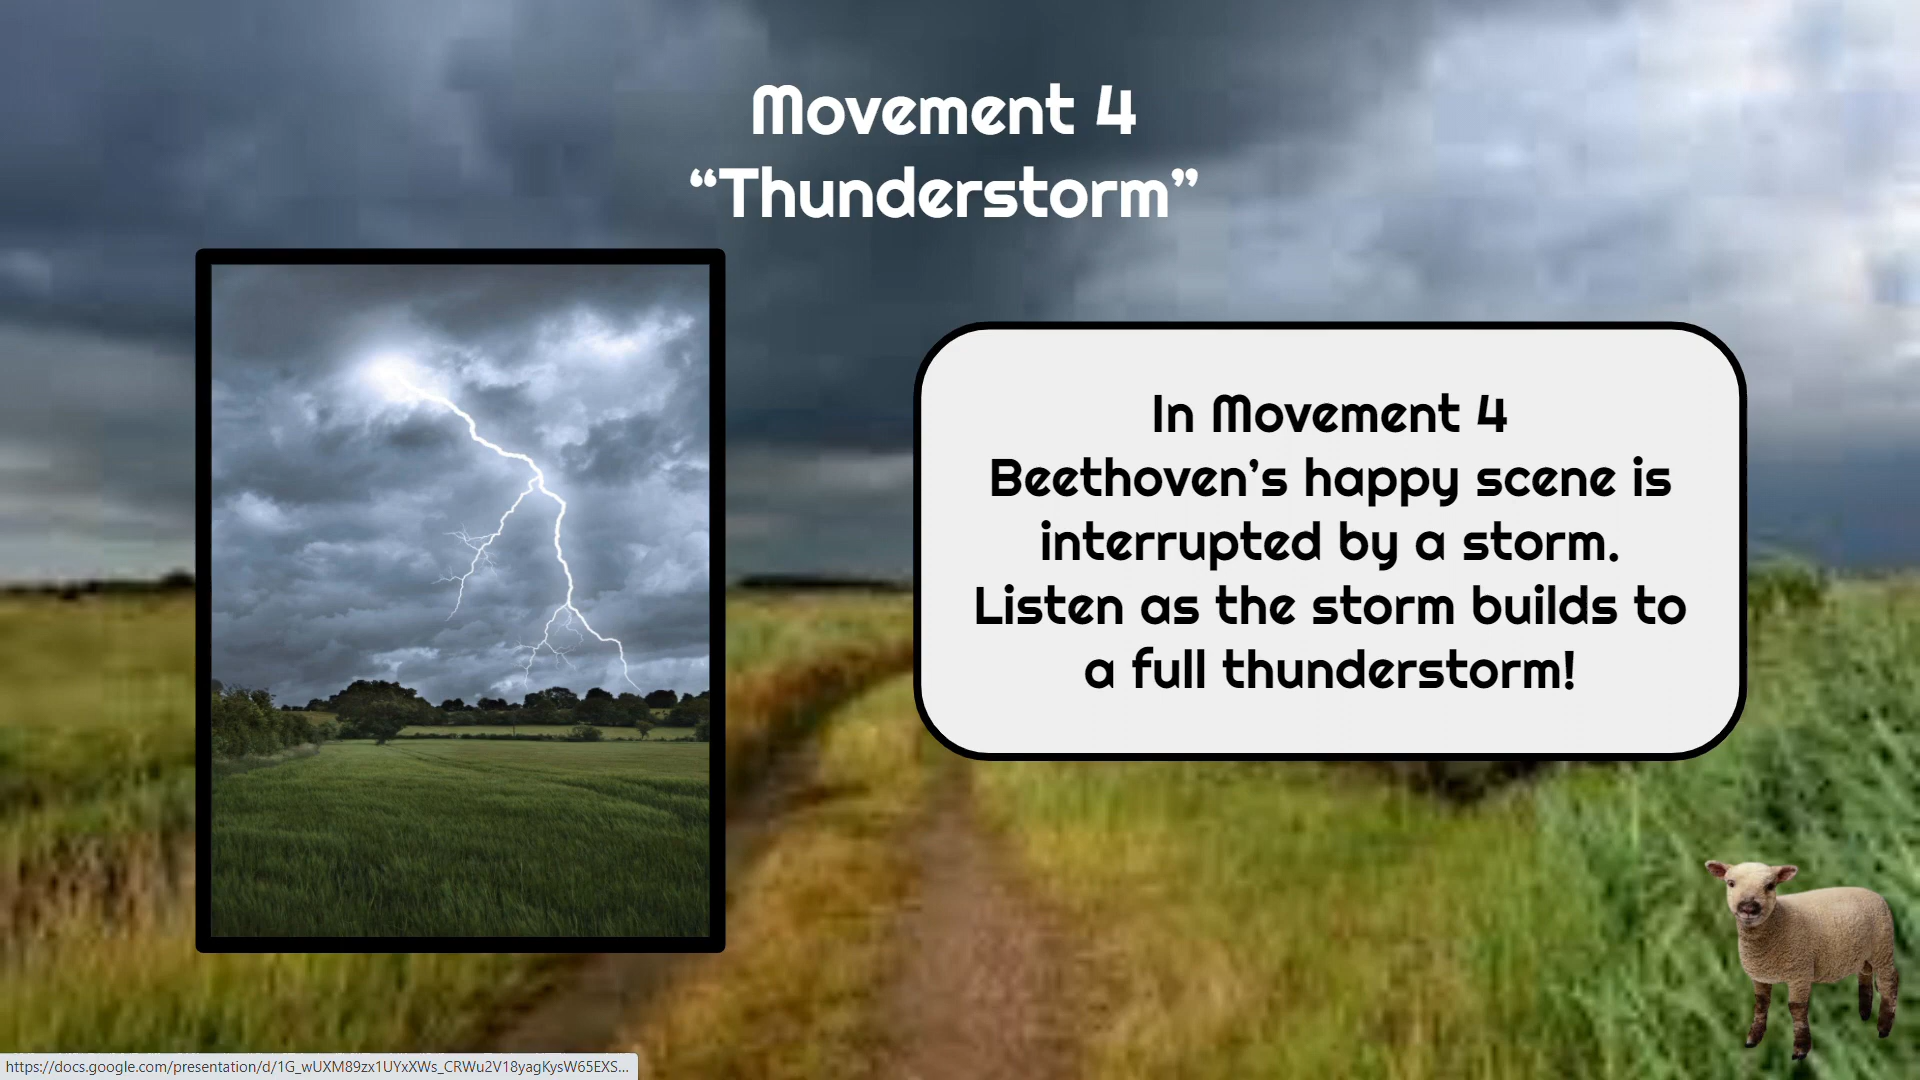 Movement 4
“Thunderstorm”
In Movement 4
Beethoven’s happy scene is
interrupted by a storm.
Listen as the storm builds to
a full thunderstorm!
https://docs.google.com/presentation/d/1G_wUXM89zx1UYxXWs_CRWu2V18yagKysW65EXS...